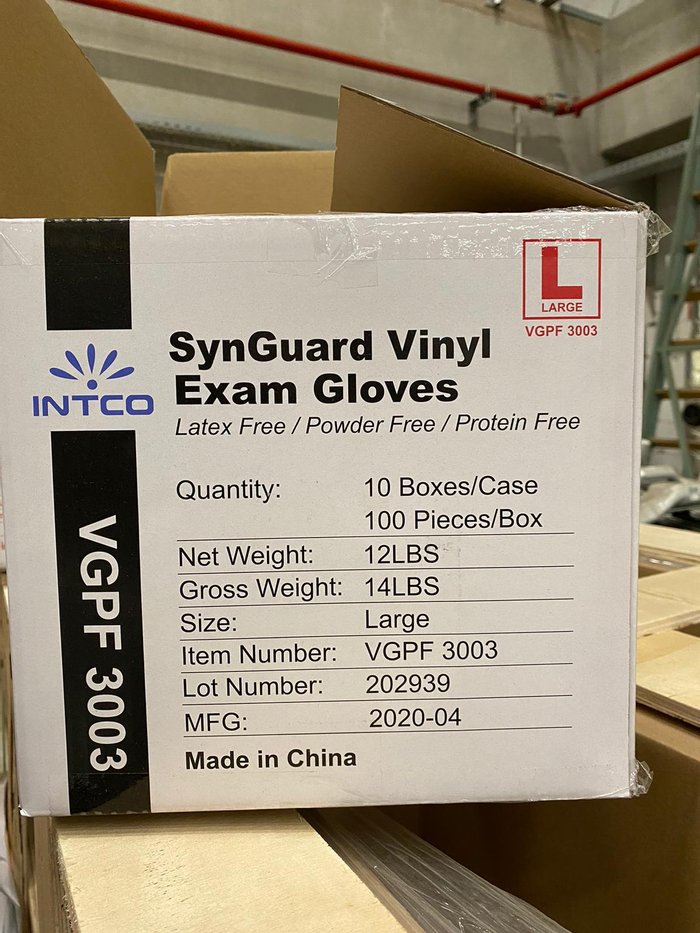 L
LARGE
VGPF 3003
INTCO
SynGuard Vinyl
Exam Gloves
Latex Free / Powder Free / Protein Free
Quantity: 10 Boxes/Case
100 Pieces/Box
Net Weight: 12LBS
Gross Weight: 14LBS
Size: Large
Item Number: VGPF 3003
Lot Number: 202939
MFG: 2020-04
Made in China
VGPF 3003